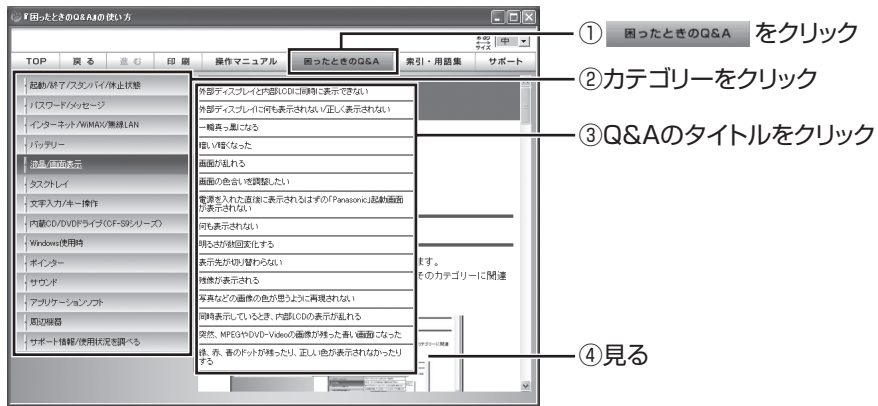 『困ったときのQ&A』の使い方
文字の
サイズ
中
TOP 戻る 進む 印刷 操作マニュアル 困ったときのQ&A 索引・用語集 サポート
起動/終了/スタンバイ/休止状態
パスワード/メッセージ
インターネット/WiMAX/無線LAN
バッテリー
液晶/画面表示
タスクトレイ
文字入力/キー操作
内蔵CD/DVDドライブ(CF-S9シリーズ)
Windows使用時
ポインター
サウンド
アプリケーションソフト
周辺機器
サポート情報/使用状況を調べる
外部ディスプレイと内部LCDに同時に表示できない
外部ディスプレイに何も表示されない/正しく表示されない
一瞬真っ黒になる
暗い/暗くなった
画面が乱れる
画面の色合いを調整したい
電源を入れた直後に表示されるはずの「Panasonic」起動画面
が表示されない
何も表示されない
明るさが数回変化する
表示先が切り替わらない
残像が表示される
写真などの画像の色が思うように再現されない
同時表示しているとき、内部LCDの表示が乱れる
突然、MPEGやDVD-Videoの画像が残った青い画面になった
緑、赤、青のドットが残ったり、正しい色が表示されなかったり
する
ます。
そのカテゴリーに関連
①困ったときのQ&Aをクリック
②カテゴリーをクリック
③Q&Aのタイトルをクリック
④見る